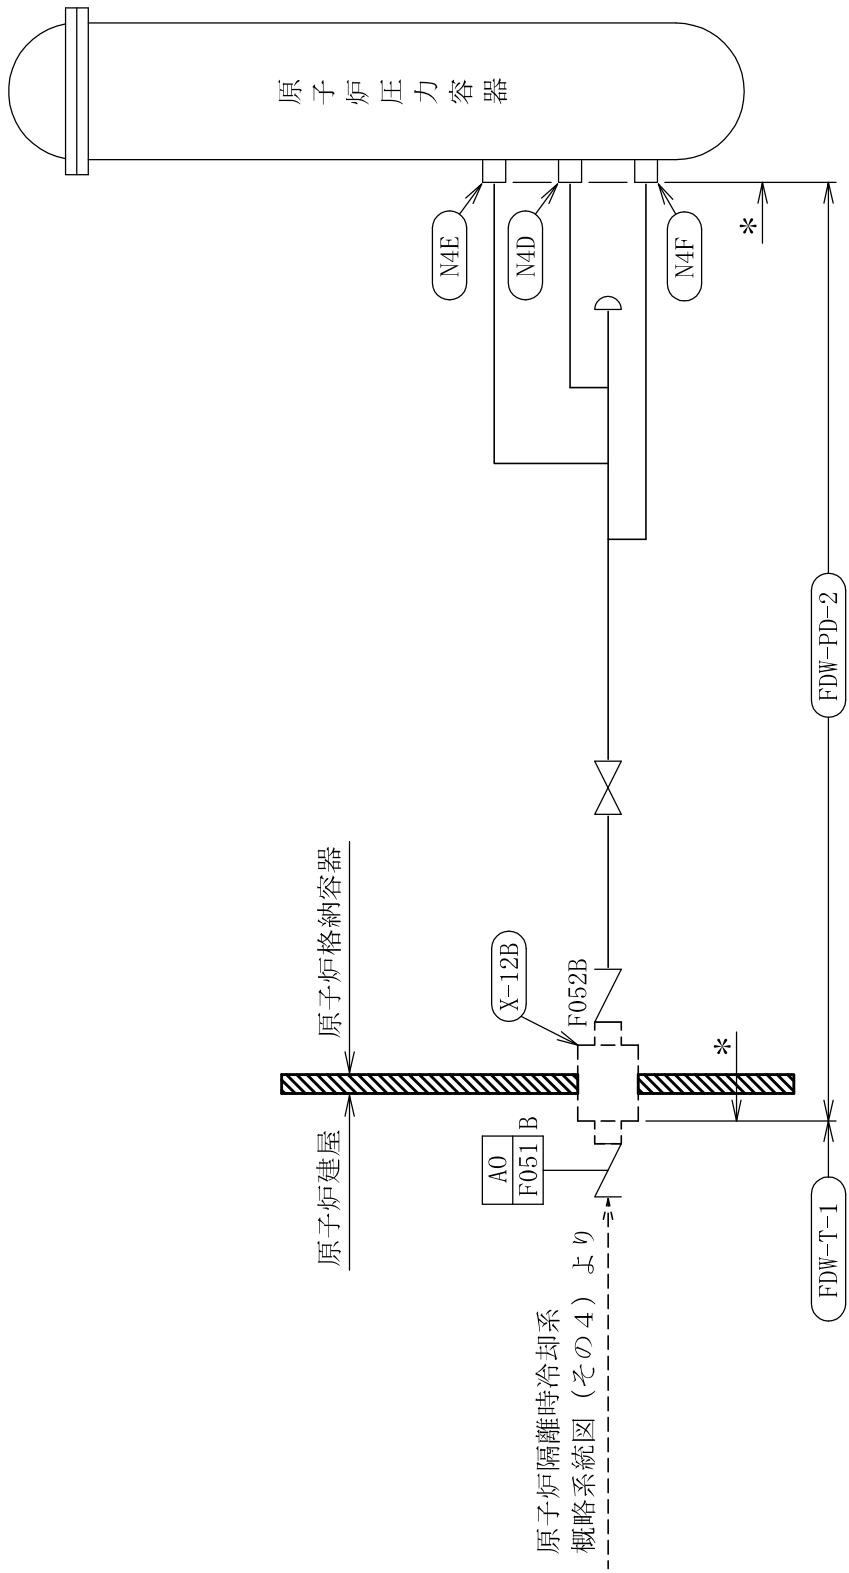 原子炉圧力容器
N4E
N4D
N4F
*
原子炉格納容器
原子炉建屋
X-12B
F052B
*
AO
F051 B
FDW-PD-2
FDW-T-1
原子炉隔離時冷却系
概略系統図（その４）より